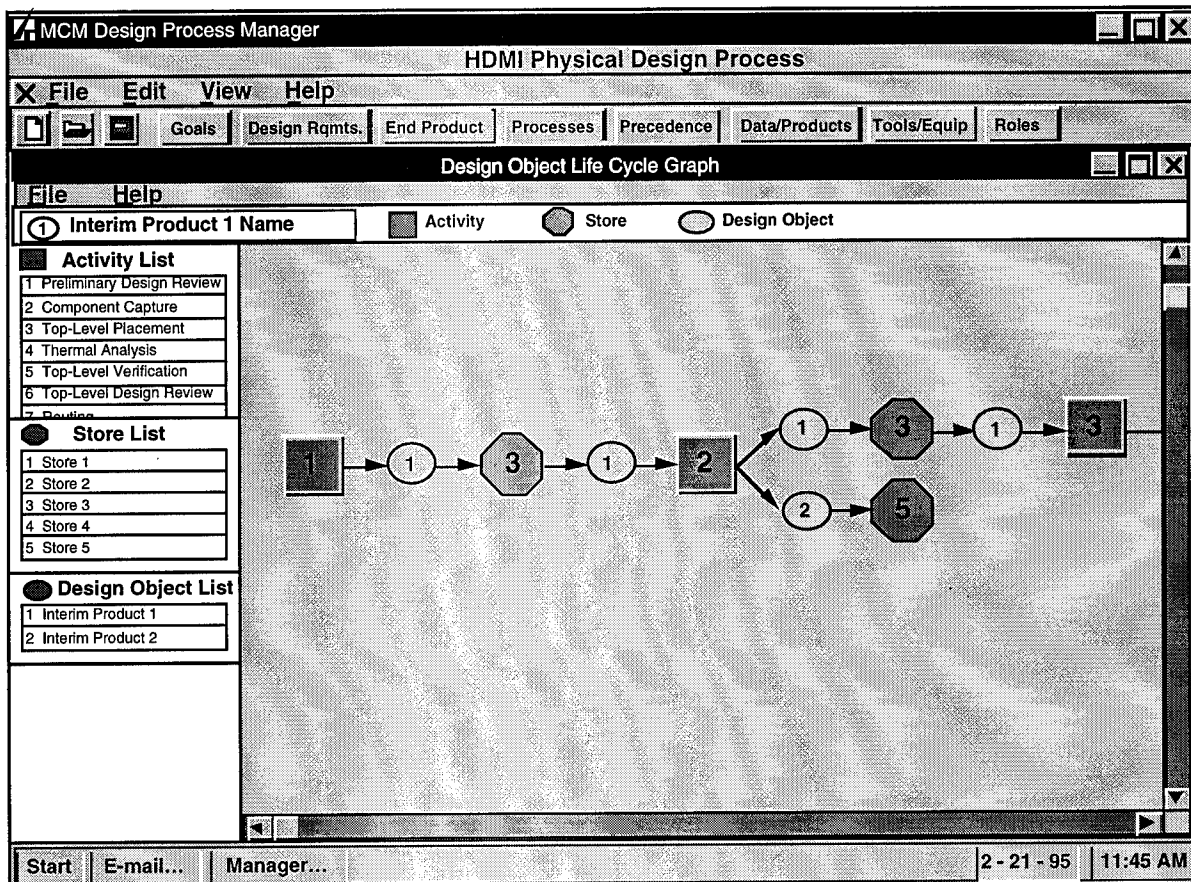 MCM Design Process Manager
HDMI Physical Design Process
X File Edit View Help
Goals Design Rqmts. End Product Processes Precedence Data/Products Tools/Equip Roles
Design Object Life Cycle Graph
File Help
1 Interim Product 1 Name Activity Store Design Object
Activity List
1 Preliminary Design Review
2 Component Capture
3 Top-Level Placement
4 Thermal Analysis
5 Top-Level Verification
6 Top-Level Design Review
7 Routing
Store List
1 Store 1
2 Store 2
3 Store 3
4 Store 4
5 Store 5
Design Object List
1 Interim Product 1
2 Interim Product 2
1 3 1 3
1 1 3 1 2
2 5
Start E-mail... Manager... 2 - 21 - 95 11:45 AM